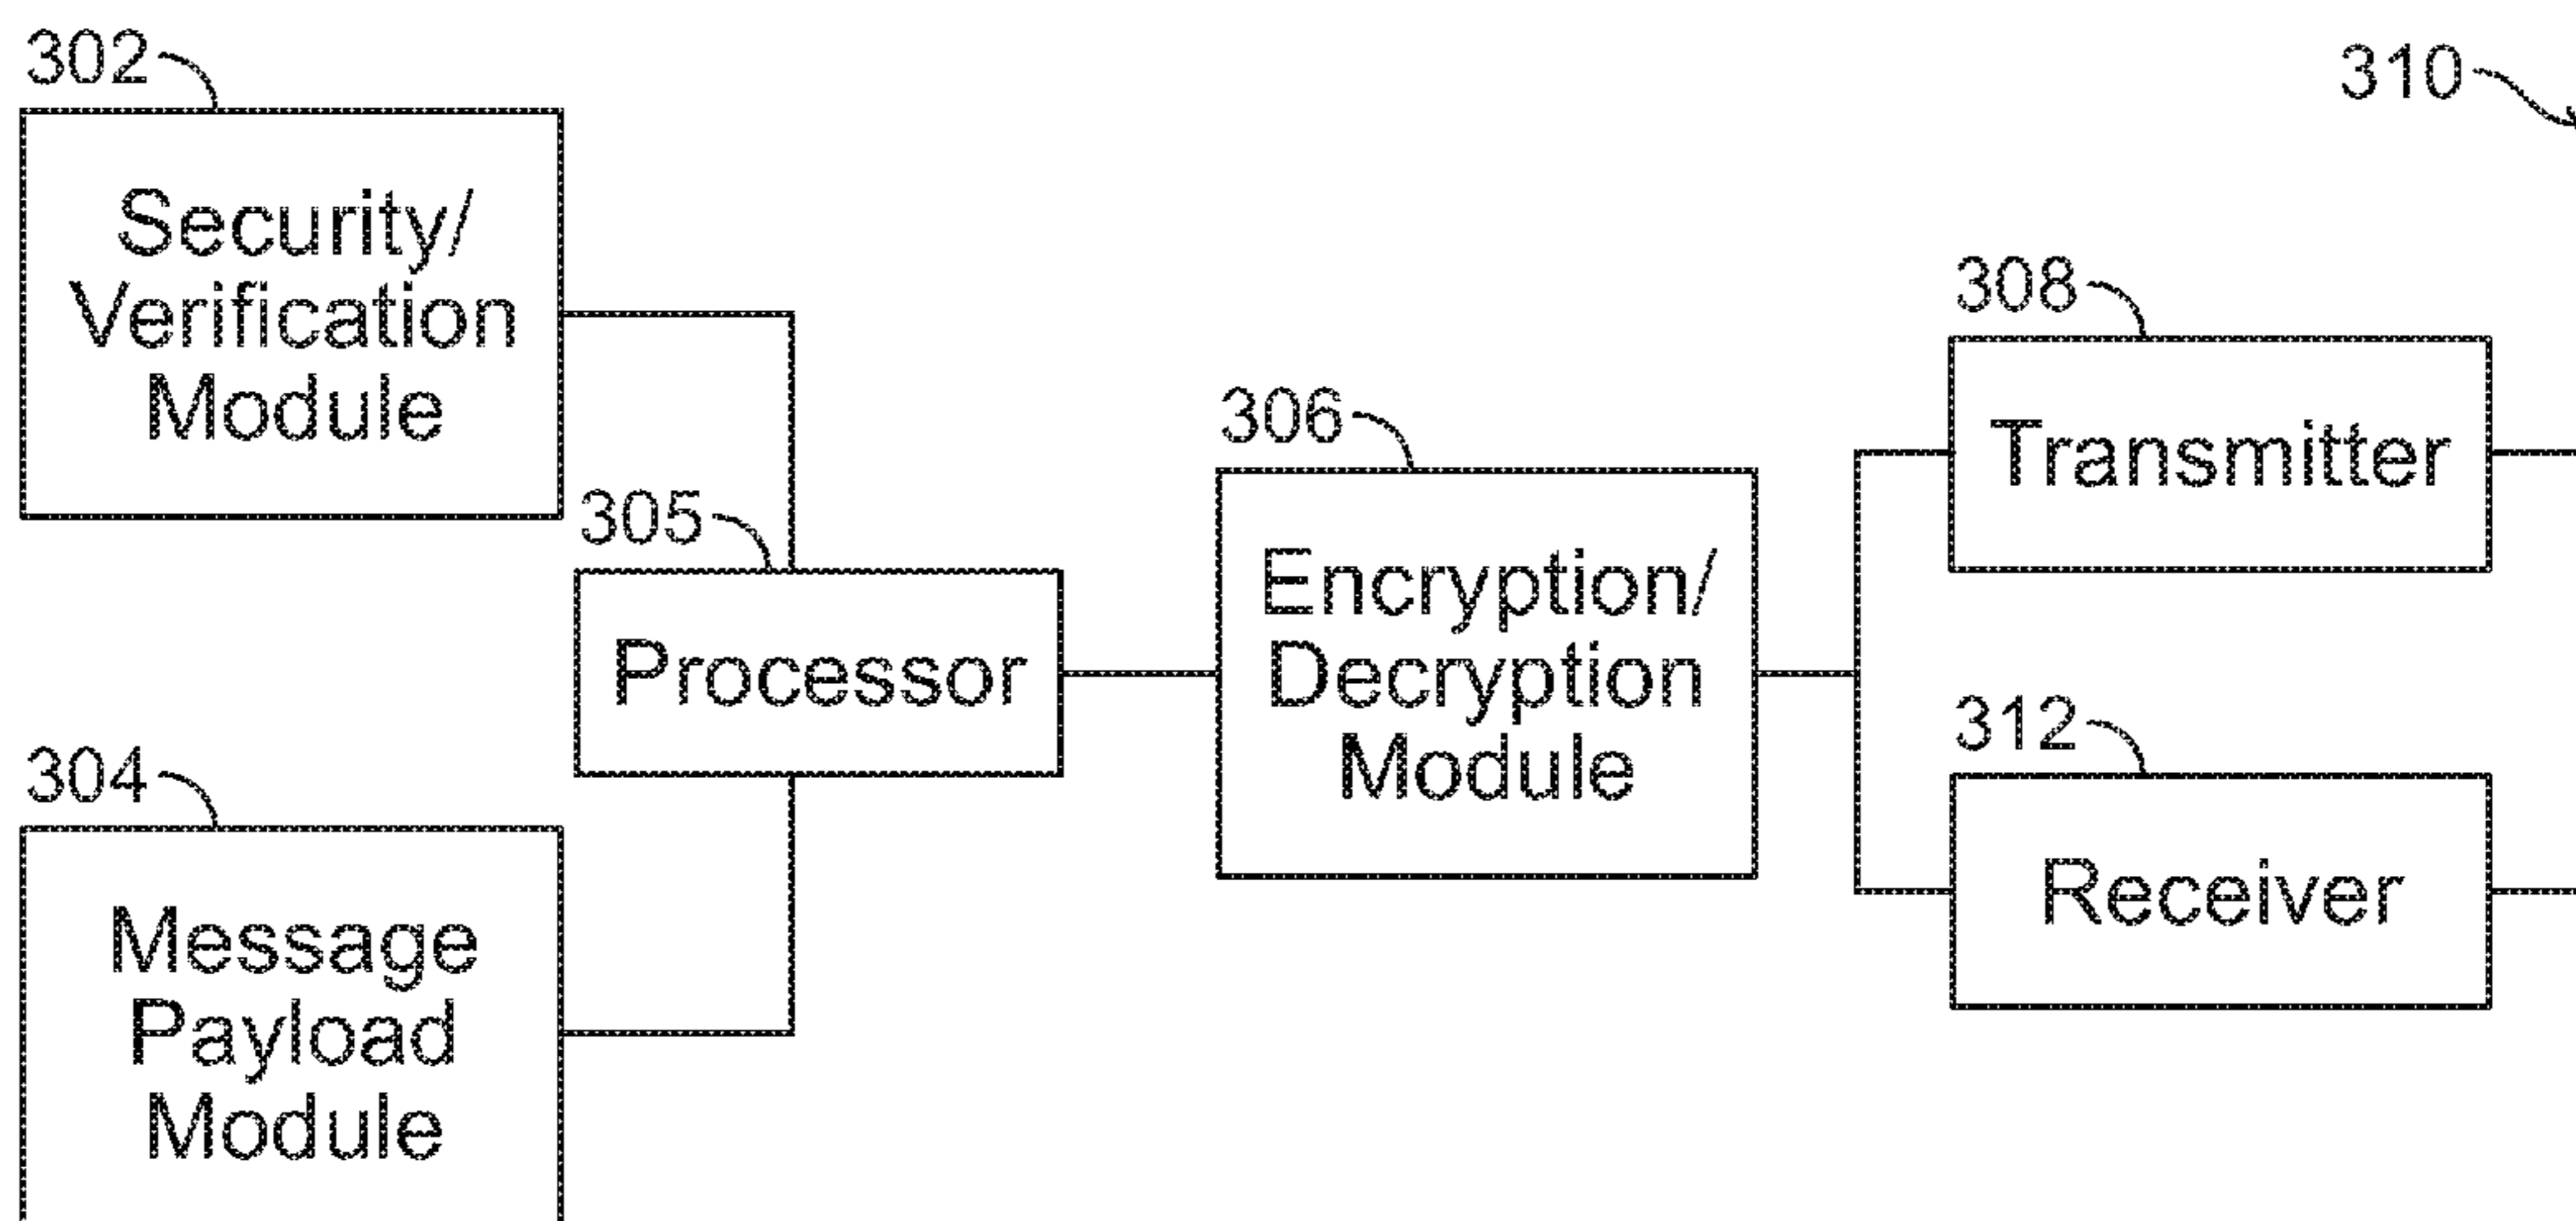 302
Security/
Verification
Module
304
Message
Payload
Module
305
Processor
306
Encryption/
Decryption
Module
308
Transmitter
310
312
Receiver